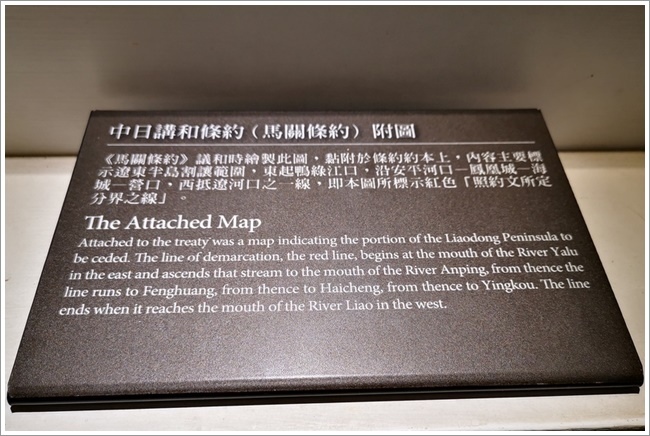 中日講和條約（馬關條約）附圖
《馬關條約》議和時繪製此圖，黏附於條約約本上，內容主要標
示遼東半島割讓範圍，東起鴨綠江口，沿安平河口—鳳凰城—海
城—營口，西抵遼河口之一線，即本圖所標示紅色「照約文所定
分界之線」。
The Attached Map
Attached to the treaty was a map indicating the portion of the Liaodong Peninsula to
be ceded. The line of demarcation, the red line, begins at the mouth of the River Yalu
in the east and ascends that stream to the mouth of the River Anping, from thence the
line runs to Fenghuang, from thence to Haicheng, from thence to Yingkou. The line
ends when it reaches the mouth of the River Liao in the west.